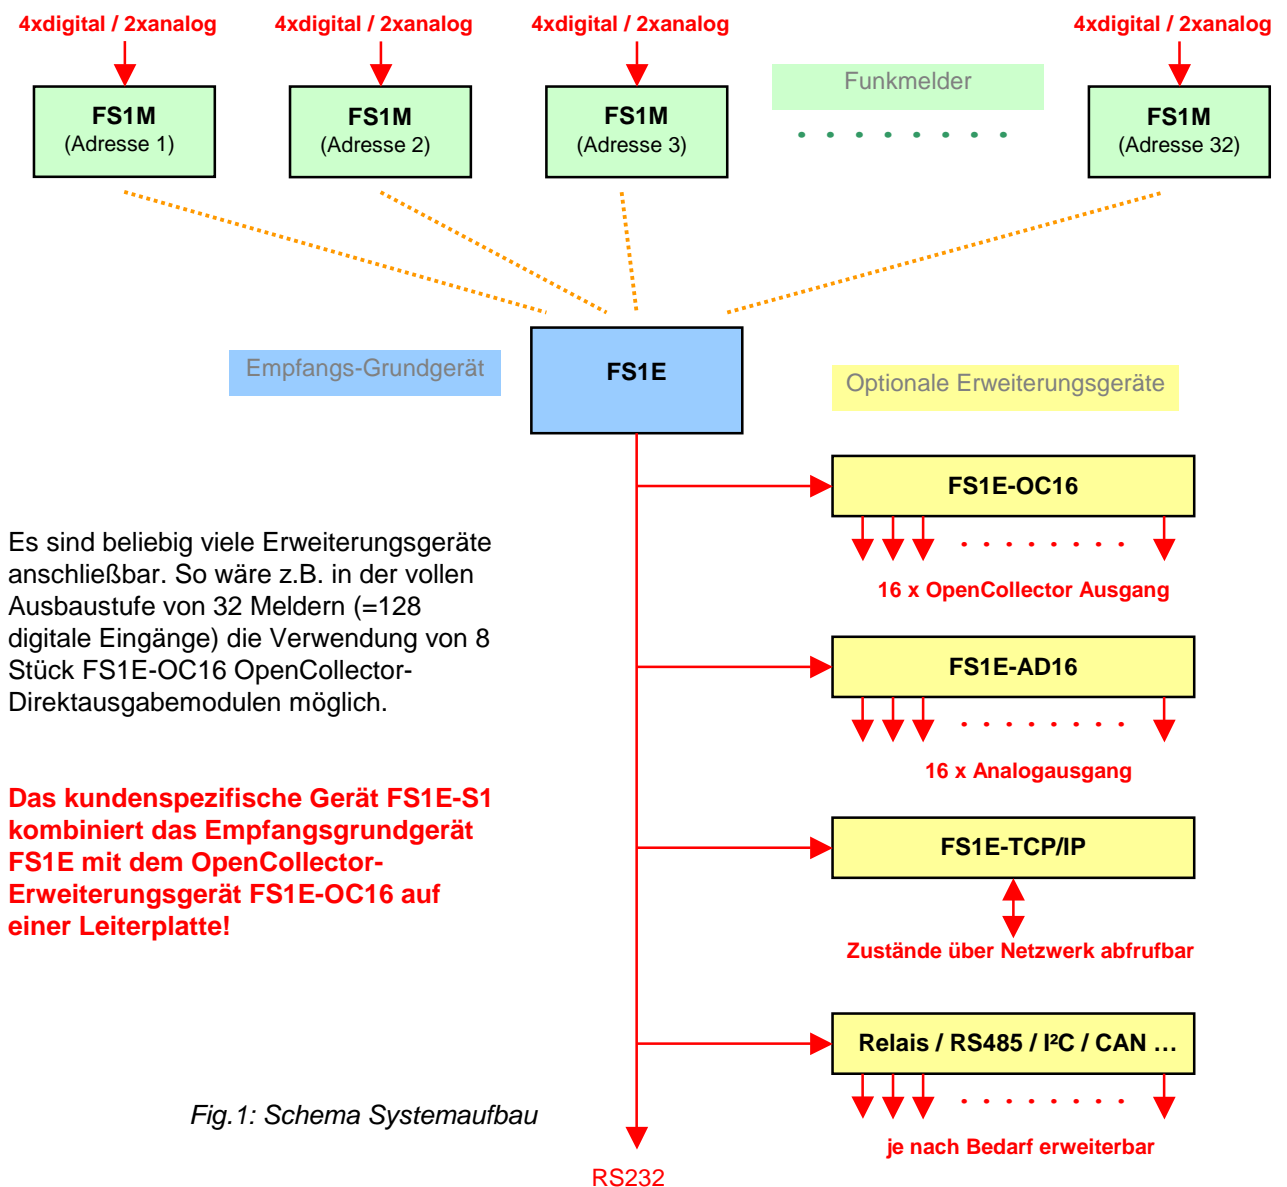 4xdigital / 2xanalog
4xdigital / 2xanalog
4xdigital / 2xanalog
4xdigital / 2xanalog
FS1M
(Adresse 1)
FS1M
(Adresse 2)
FS1M
(Adresse 3)
Funkmelder
FS1M
(Adresse 32)
Empfangs-Grundgerät
FS1E
Optionale Erweiterungsgeräte
FS1E-OC16
16 x OpenCollector Ausgang
Es sind beliebig viele Erweiterungsgeräte
anschließbar. So wäre z.B. in der vollen
Ausbaustufe von 32 Meldern (=128
digitale Eingänge) die Verwendung von 8
Stück FS1E-OC16 OpenCollector-
Direktausgabemodulen möglich.
FS1E-AD16
16 x Analogausgang
Das kundenspezifische Gerät FS1E-S1
kombiniert das Empfangsgrundgerät
FS1E mit dem OpenCollector-
Erweiterungsgerät FS1E-OC16 auf
einer Leiterplatte!
FS1E-TCP/IP
Zustände über Netzwerk abfrufbar
Relais / RS485 / I²C / CAN …
je nach Bedarf erweiterbar
Fig.1: Schema Systemaufbau
RS232